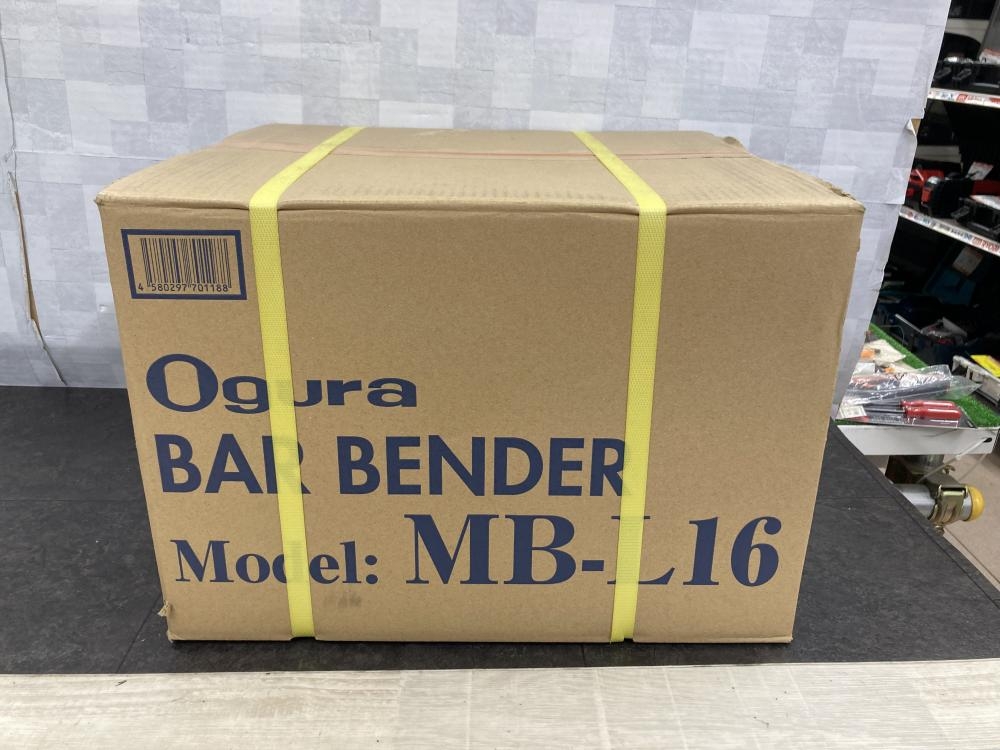 4 580297 701188
Ogura
BAR BENDER
Model: MB-L16